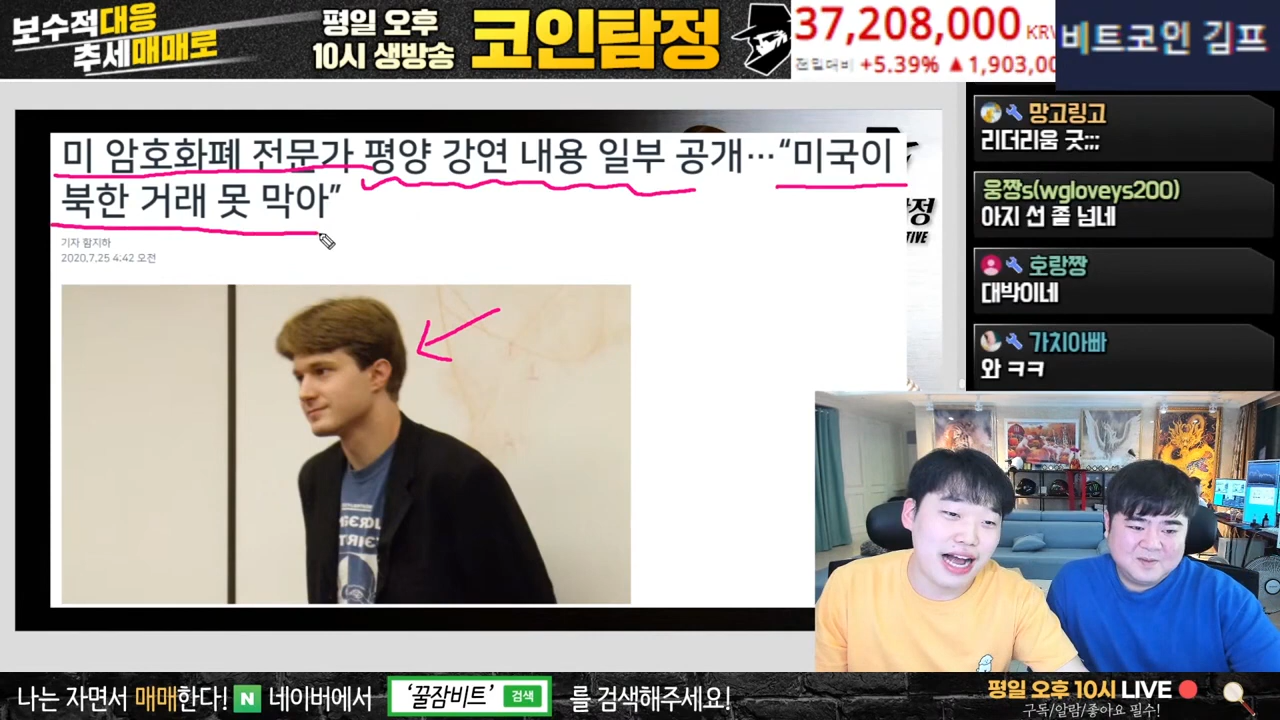 보수적대응
추세매매로
평일 오후
10시 생방송
코인탐정
37,208,000 KRW
전일대비 +5.39% ▲ 1,903,00
비트코인 김프
미 암호화폐 전문가 평양 강연 내용 일부 공개…“미국이
북한 거래 못 막아”
기자 함지하
2020.7.25 4:42 오전
망고링고
리더리움 굿;;;
웅짱s(wgloveys200)
아지 선 졸 넘네
호랑짱
대박이네
가치아빠
와 ㅋㅋ
나는 자면서 매매한다! N 네이버에서 ‘꿀잠비트’ 검색 를 검색해주세요!
평일 오후 10시 LIVE
구독/알람/좋아요 필수!